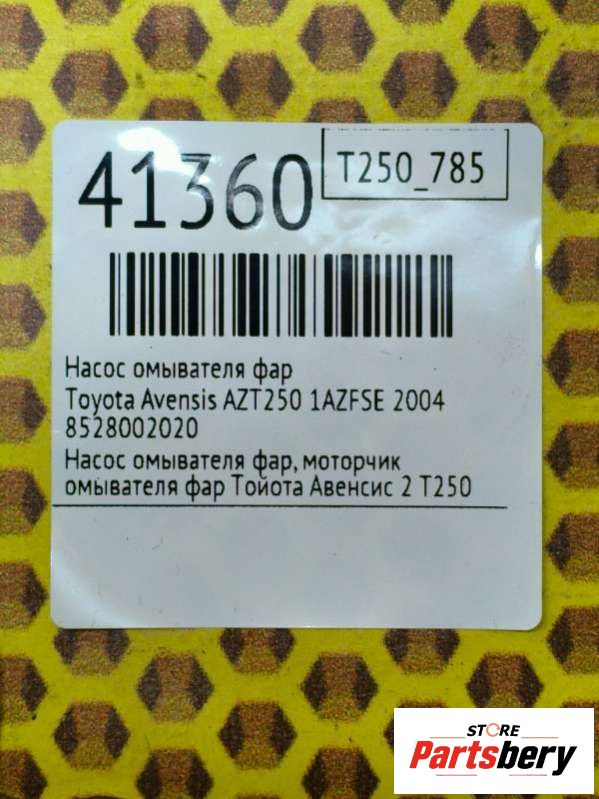 41360
T250_785
Насос омывателя фар
Toyota Avensis AZT250 1AZFSE 2004
8528002020
Насос омывателя фар, моторчик
омывателя фар Тойота Авенсис 2 T250
STORE
Partsbery